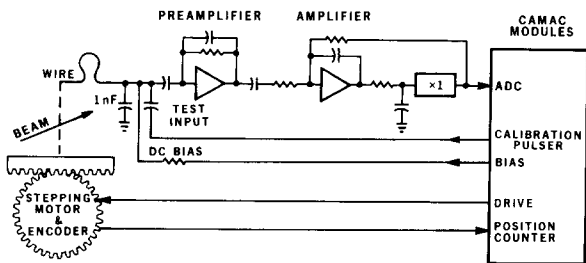 PREAMPLIFIER
AMPLIFIER
CAMAC
MODULES
WIRE
1nF
TEST
INPUT
×1
ADC
BEAM
CALIBRATION
PULSER
DC BIAS
BIAS
STEPPING
MOTOR
&
ENCODER
DRIVE
POSITION
COUNTER